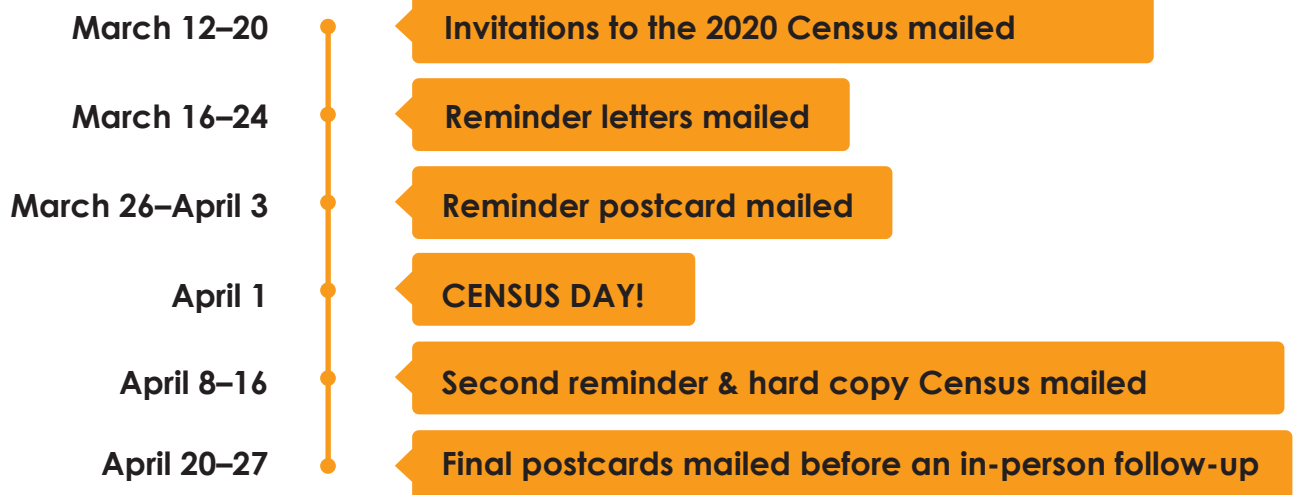 March 12–20
Invitations to the 2020 Census mailed
March 16–24
Reminder letters mailed
March 26–April 3
Reminder postcard mailed
April 1
CENSUS DAY!
April 8–16
Second reminder & hard copy Census mailed
April 20–27
Final postcards mailed before an in-person follow-up